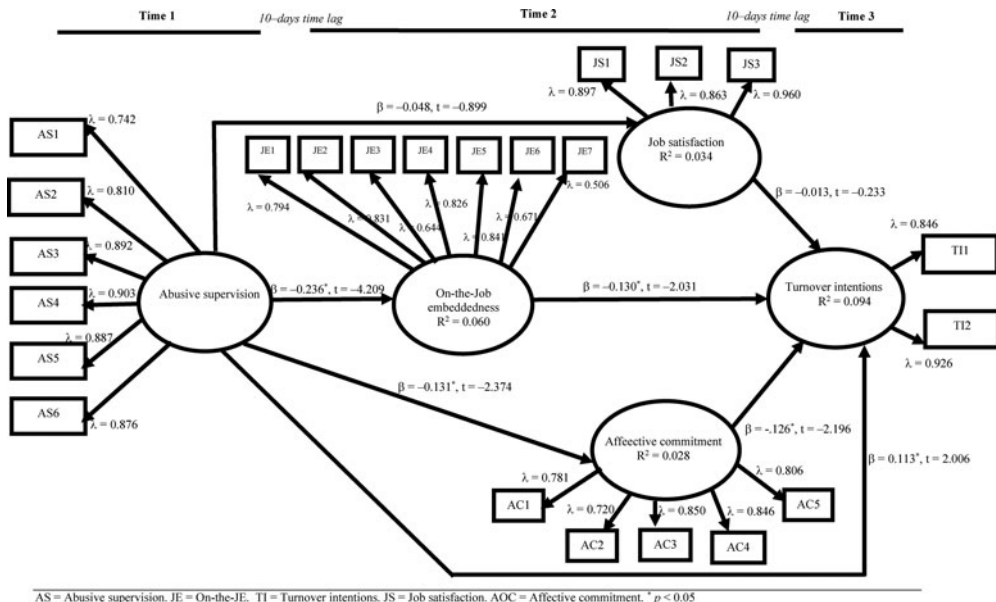 Time 1
10–days time lag
Time 2
10–days time lag
Time 3
JS1
JS2
JS3
λ = 0.897
λ = 0.863
λ = 0.960
β = –0.048, t = –0.899
Job satisfaction
R² = 0.034
AS1
λ = 0.742
AS2
λ = 0.810
AS3
λ = 0.892
AS4
λ = 0.903
AS5
λ = 0.887
AS6
λ = 0.876
JE1
JE2
JE3
JE4
JE5
JE6
JE7
λ = 0.794
λ = 0.831
λ = 0.644
λ = 0.826
λ = 0.841
λ = 0.671
λ = 0.506
β = –0.013, t = –0.233
Abusive supervision
β = –0.236*, t = –4.209
On-the-Job
embeddedness
R² = 0.060
β = –0.130*, t = –2.031
Turnover intentions
R² = 0.094
λ = 0.846
TI1
TI2
λ = 0.926
β = –0.131*, t = –2.374
Affeective commitment
R² = 0.028
β = -.126*, t = –2.196
β = 0.113*, t = 2.006
λ = 0.781
λ = 0.720
λ = 0.850
λ = 0.846
λ = 0.806
AC1
AC2
AC3
AC4
AC5
AS = Abusive supervision. JE = On-the-JE. TI = Turnover intentions. JS = Job satisfaction. AOC = Affective commitment. * p < 0.05